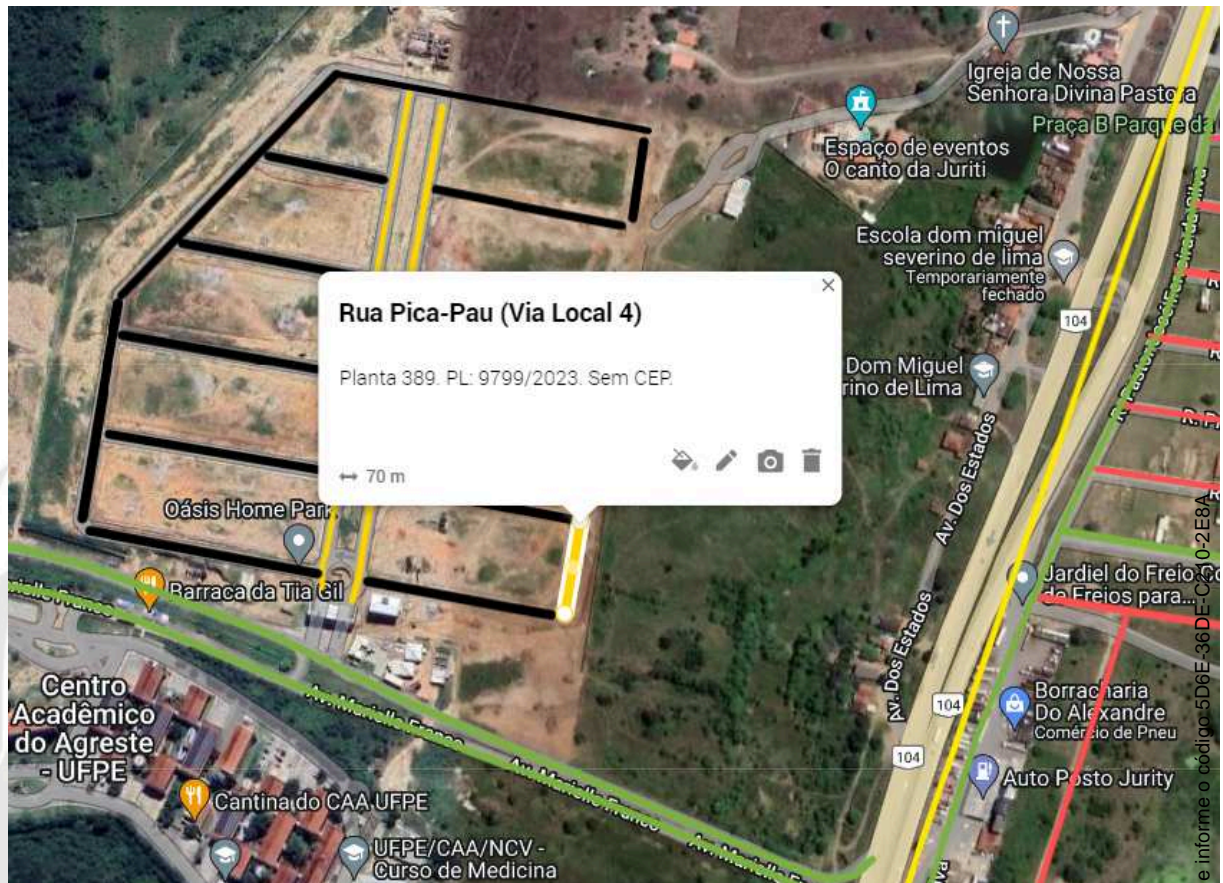 Igreja de Nossa
Senhora Divina Pastora
Praça B Parque da
Espaço de eventos
O canto da Juriti
Escola dom miguel
severino de lima
Temporariamente
fechado
104
Rua Pica-Pau (Via Local 4)
Planta 389. PL: 9799/2023. Sem CEP.
70 m
Dom Miguel
rino de Lima
Av. Dos Estados
Oásis Home Park
Barraca da Tia Gil
Jardiel do Freio Co
de Freios para...
Av. Dos Estados
Centro
Acadêmico
do Agreste
- UFPE
Av. Marielle Franco
Av. Marielle Franco
Av. Marielle
104
104
Borracharia
Do Alexandre
Comércio de Pneu
Auto Posto Jurity
Cantina do CAA UFPE
UFPE/CAA/NCV -
Curso de Medicina